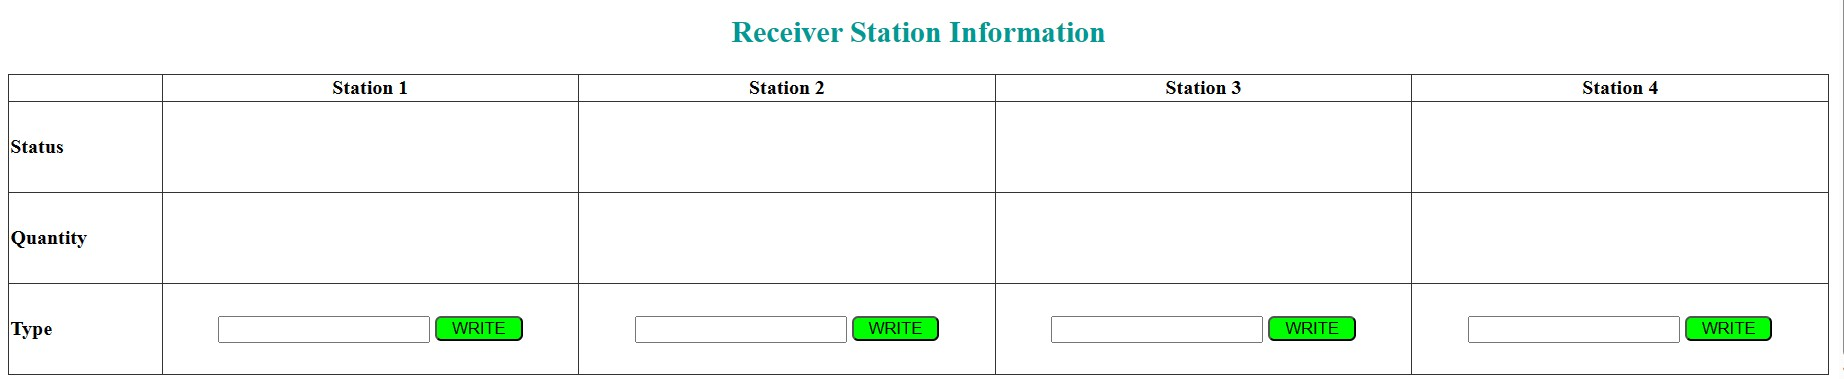 Receiver Station Information
Station 1 Station 2 Station 3 Station 4
Status
Quantity
Type WRITE WRITE WRITE WRITE